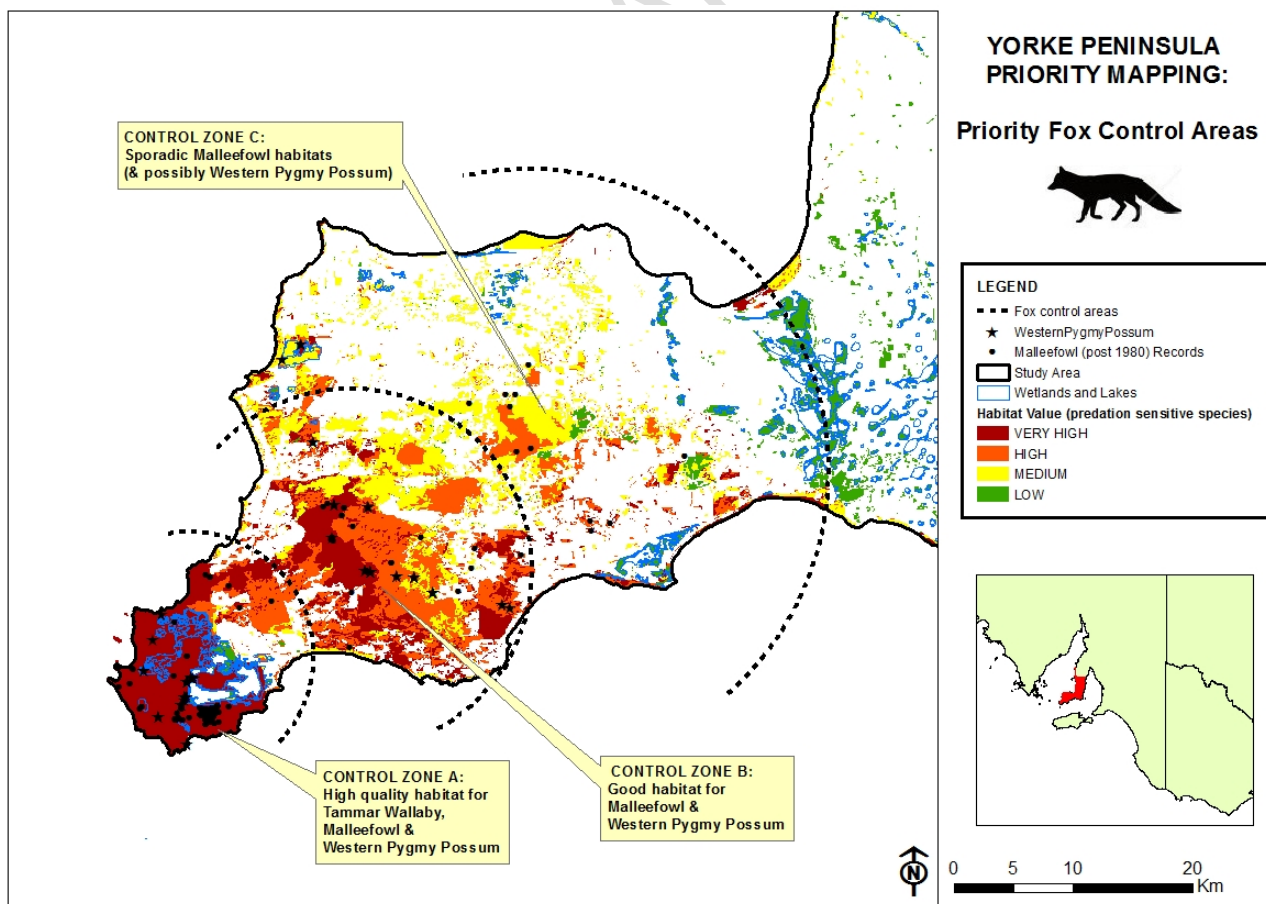 YORKE PENINSULA
PRIORITY MAPPING:
Priority Fox Control Areas
CONTROL ZONE C:
Sporadic Malleefowl habitats
(& possibly Western Pygmy Possum)
LEGEND
Fox control areas
WesternPygmyPossum
Malleefowl (post 1980) Records
Study Area
Wetlands and Lakes
Habitat Value (predation sensitive species)
VERY HIGH
HIGH
MEDIUM
LOW
CONTROL ZONE A:
High quality habitat for
Tammar Wallaby,
Malleefowl &
Western Pygmy Possum
CONTROL ZONE B:
Good habitat for
Malleefowl &
Western Pygmy Possum
N
0 5 10 20
Km